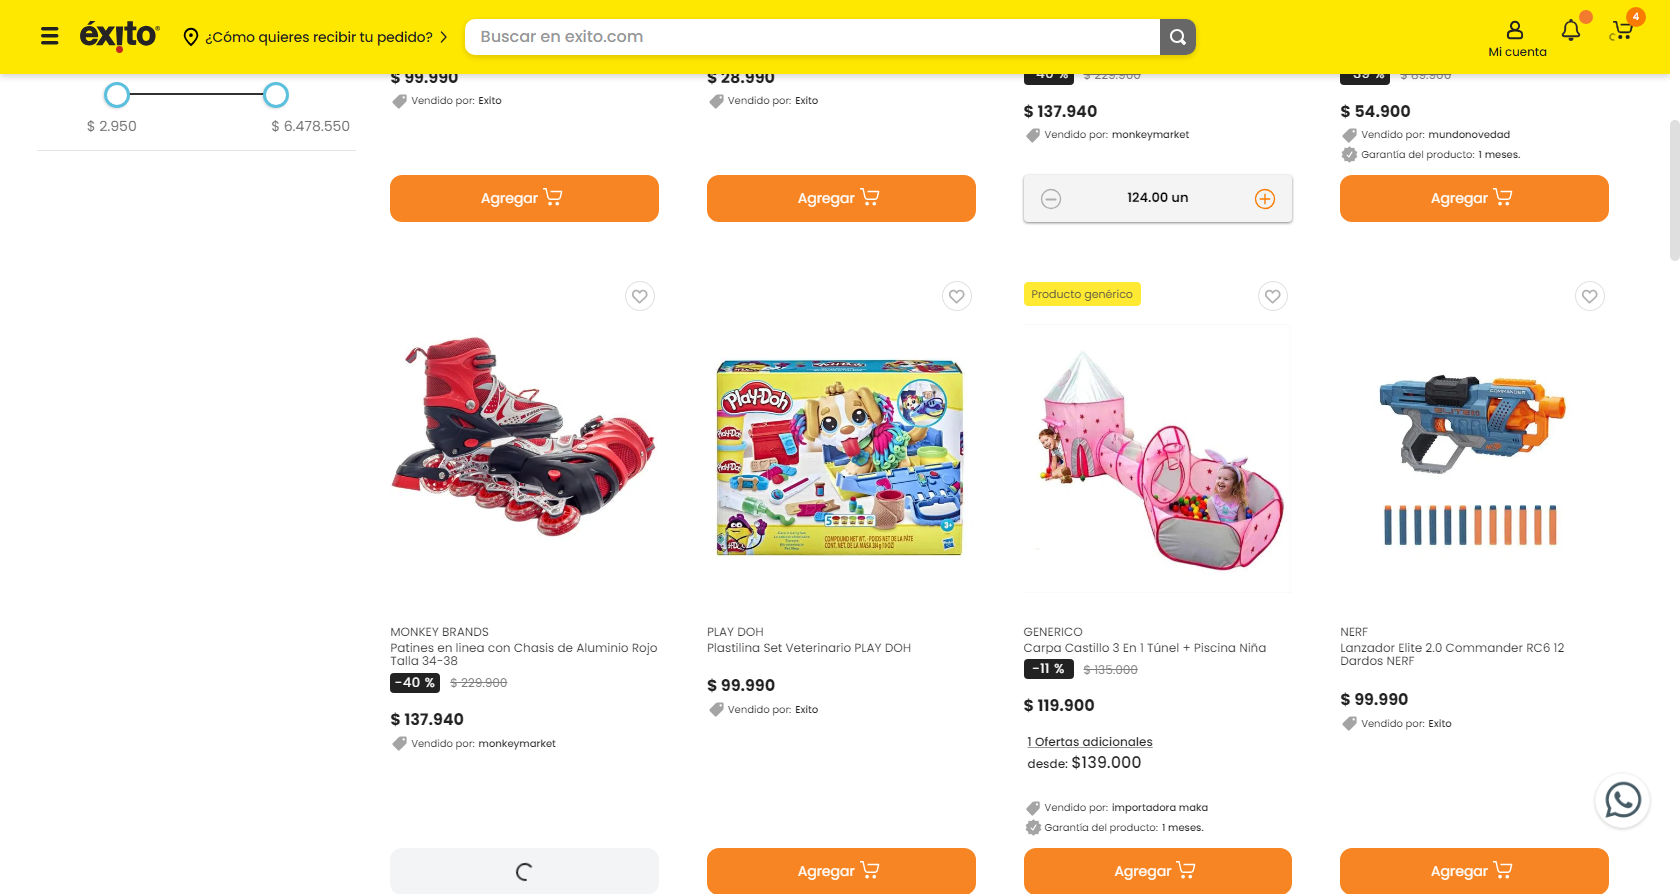 éxito
¿Cómo quieres recibir tu pedido?
Buscar en exito.com
Mi cuenta
4
$ 2.950
$ 6.478.550
$ 99.990
Vendido por: Exito
Agregar
$ 28.990
Vendido por: Exito
Agregar
-40 %
$ 229.900
$ 137.940
Vendido por: monkeymarket
124.00 un
-39 %
$ 89.900
$ 54.900
Vendido por: mundonovedad
Garantía del producto: 1 meses.
Agregar
MONKEY BRANDS
Patines en linea con Chasis de Aluminio Rojo
Talla 34-38
-40 %
$ 229.900
$ 137.940
Vendido por: monkeymarket
Play-Doh
PLAY DOH
Plastilina Set Veterinario PLAY DOH
$ 99.990
Vendido por: Exito
Agregar
Producto genérico
GENERICO
Carpa Castillo 3 En 1 Túnel + Piscina Niña
-11 %
$ 135.000
$ 119.900
1 Ofertas adicionales
desde: $139.000
Vendido por: importadora maka
Garantía del producto: 1 meses.
Agregar
NERF
Lanzador Elite 2.0 Commander RC6 12
Dardos NERF
$ 99.990
Vendido por: Exito
Agregar